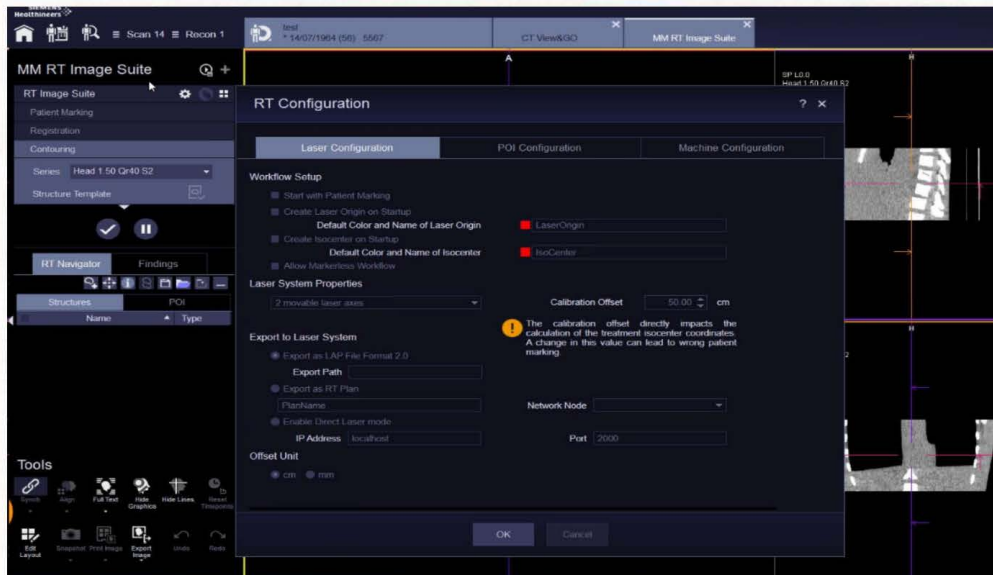 SIEMENS
Healthineers
Scan 14
Recon 1
test
* 14/07/1964 (56) 5567
CT View&GO
MM RT Image Suite
MM RT Image Suite
RT Image Suite
Patient Marking
Registration
Contouring
Series Head 1.50 Qr40 S2
Structure Template
RT Navigator Findings
Structures POI
Name Type
Tools
Synch Align Full Text Hide Graphics Hide Lines Reset Timepoints
Edit Layout Snapshot Print Image Export Image Undo Redo
A
H
SP L0.0
Head 1.50 Qr40 S2
H
2
RT Configuration ? ×
Laser Configuration POI Configuration Machine Configuration
Workflow Setup
Start with Patient Marking
Create Laser Origin on Startup
Default Color and Name of Laser Origin LaserOrigin
Create Isocenter on Startup
Default Color and Name of Isocenter IsoCenter
Allow Markerless Workflow
Laser System Properties
2 movable laser axes Calibration Offset 50.00 cm
The calibration offset directly impacts the
calculation of the treatment isocenter coordinates.
A change in this value can lead to wrong patient
marking.
Export to Laser System
Export as LAP File Format 2.0
Export Path
Export as RT Plan
PlanName Network Node
Enable Direct Laser mode
IP Address localhost Port 2000
Offset Unit
cm mm
OK Cancel